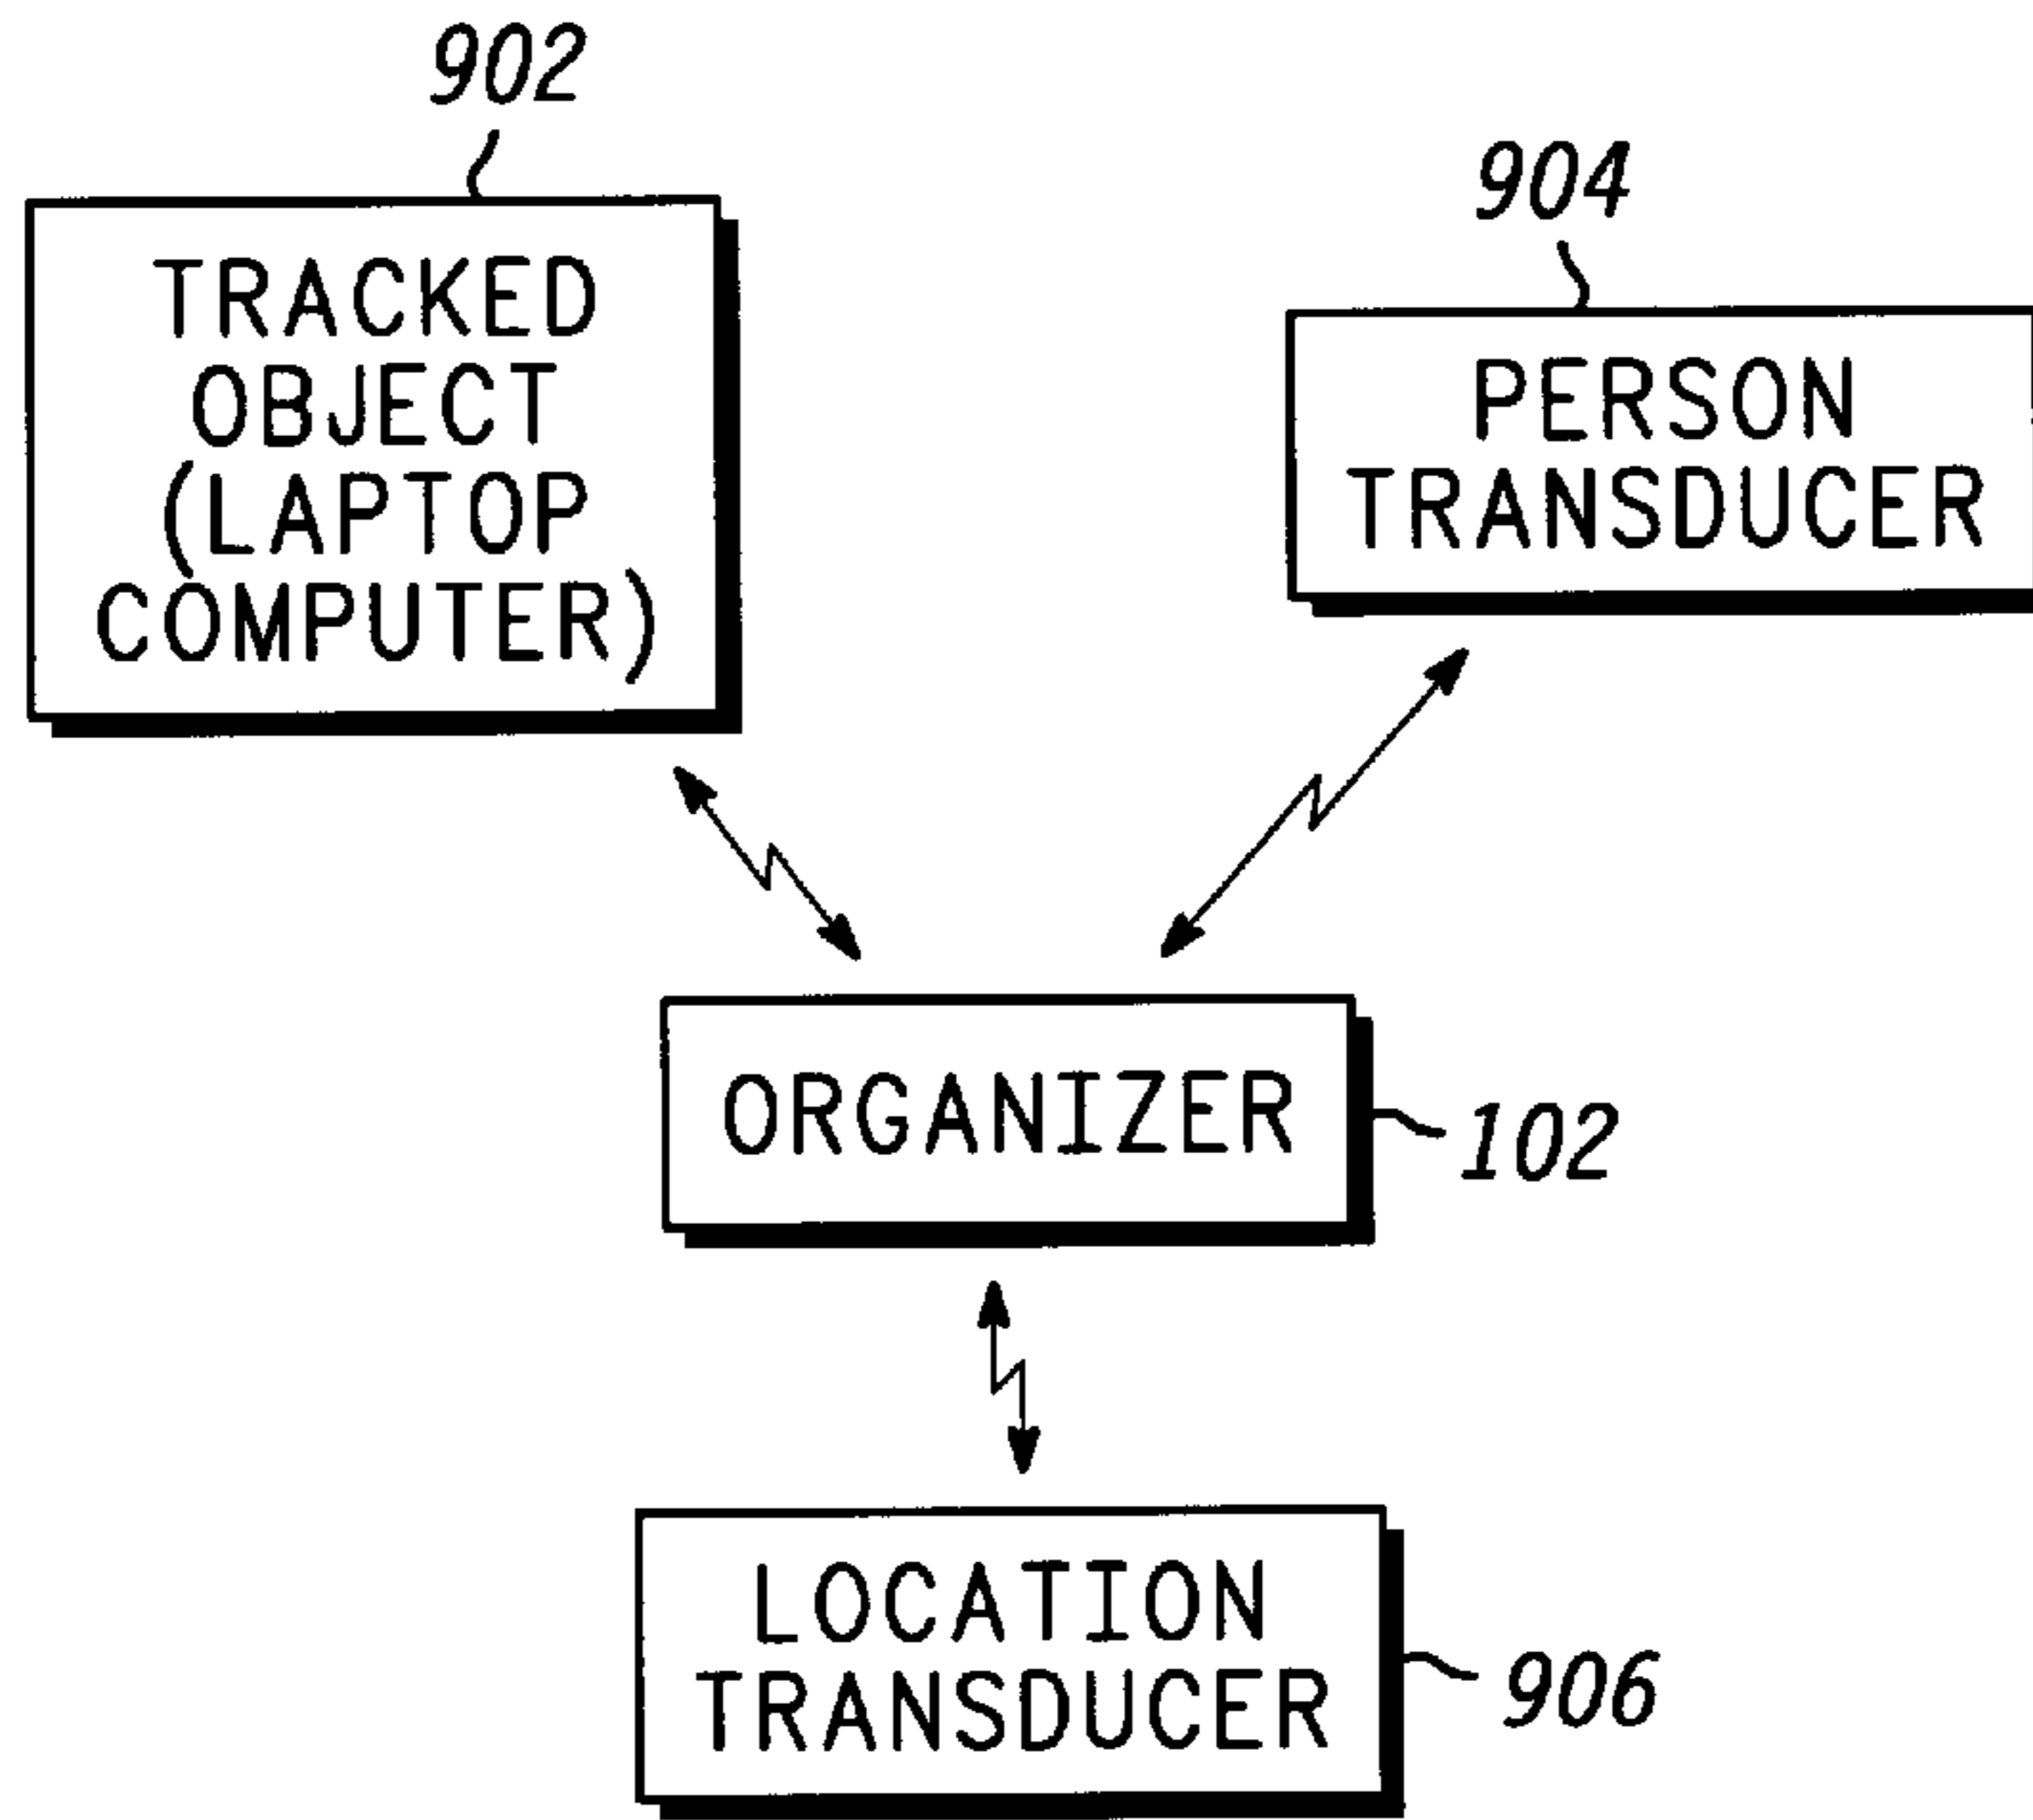 902
TRACKED
OBJECT
(LAPTOP
COMPUTER)
904
PERSON
TRANSDUCER
ORGANIZER
102
LOCATION
TRANSDUCER
906